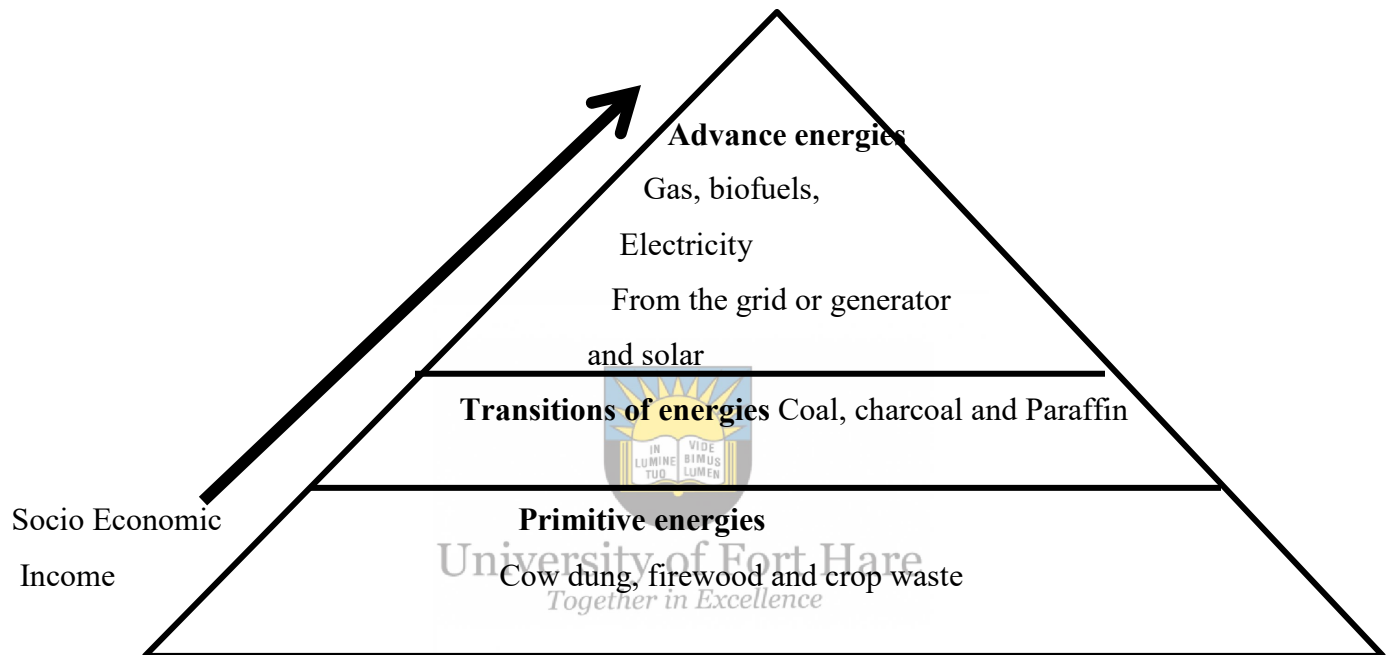 Advance energies
Gas, biofuels,
Electricity
From the grid or generator
and solar
Transitions of energies Coal, charcoal and Paraffin
IN LUMINE TUO
VIDE BIMUS LUMEN
Socio Economic
Income
Primitive energies
Cow dung, firewood and crop waste
University of Fort Hare
Together in Excellence